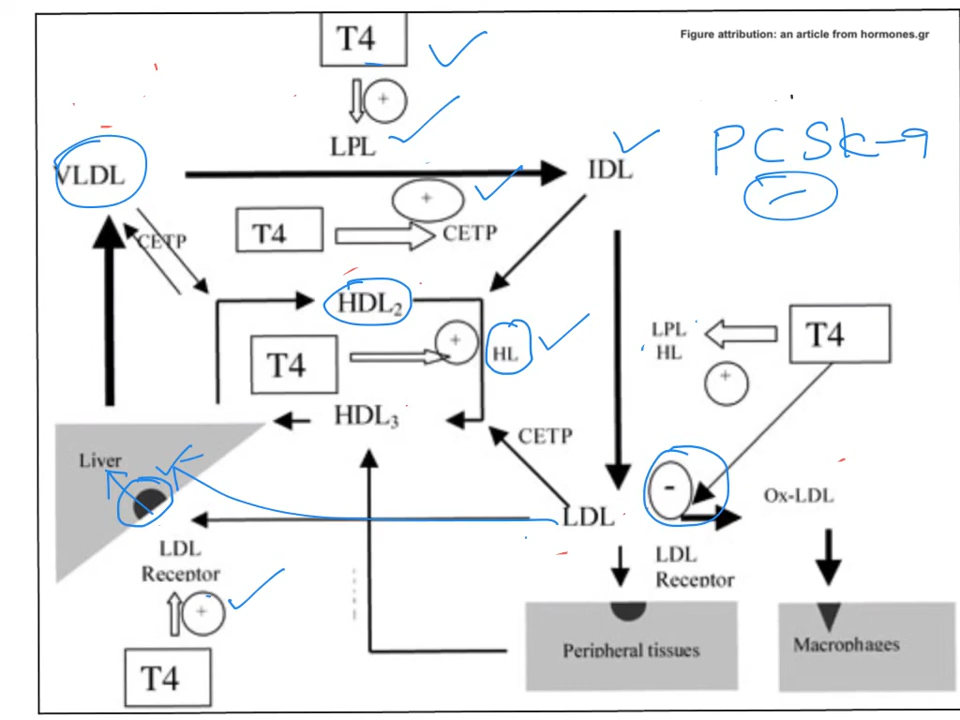 T4
Figure attribution: an article from hormones.gr
+
LPL
PCSK-9
VLDL
IDL
-
+
T4
CETP
CETP
HDL2
LPL
T4
HL
+
HL
T4
+
HDL3
CETP
Liver
-
Ox-LDL
LDL
LDL
Receptor
LDL
Receptor
+
Peripheral tissues
Macrophages
T4